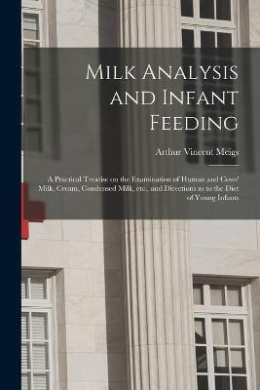 Milk Analysis
and Infant
Feeding
A Practical Treatise on the Examination of Human and Cows'
Milk, Cream, Condensed Milk, etc., and Directions as to the Diet
of Young Infants
Arthur Vincent Meigs